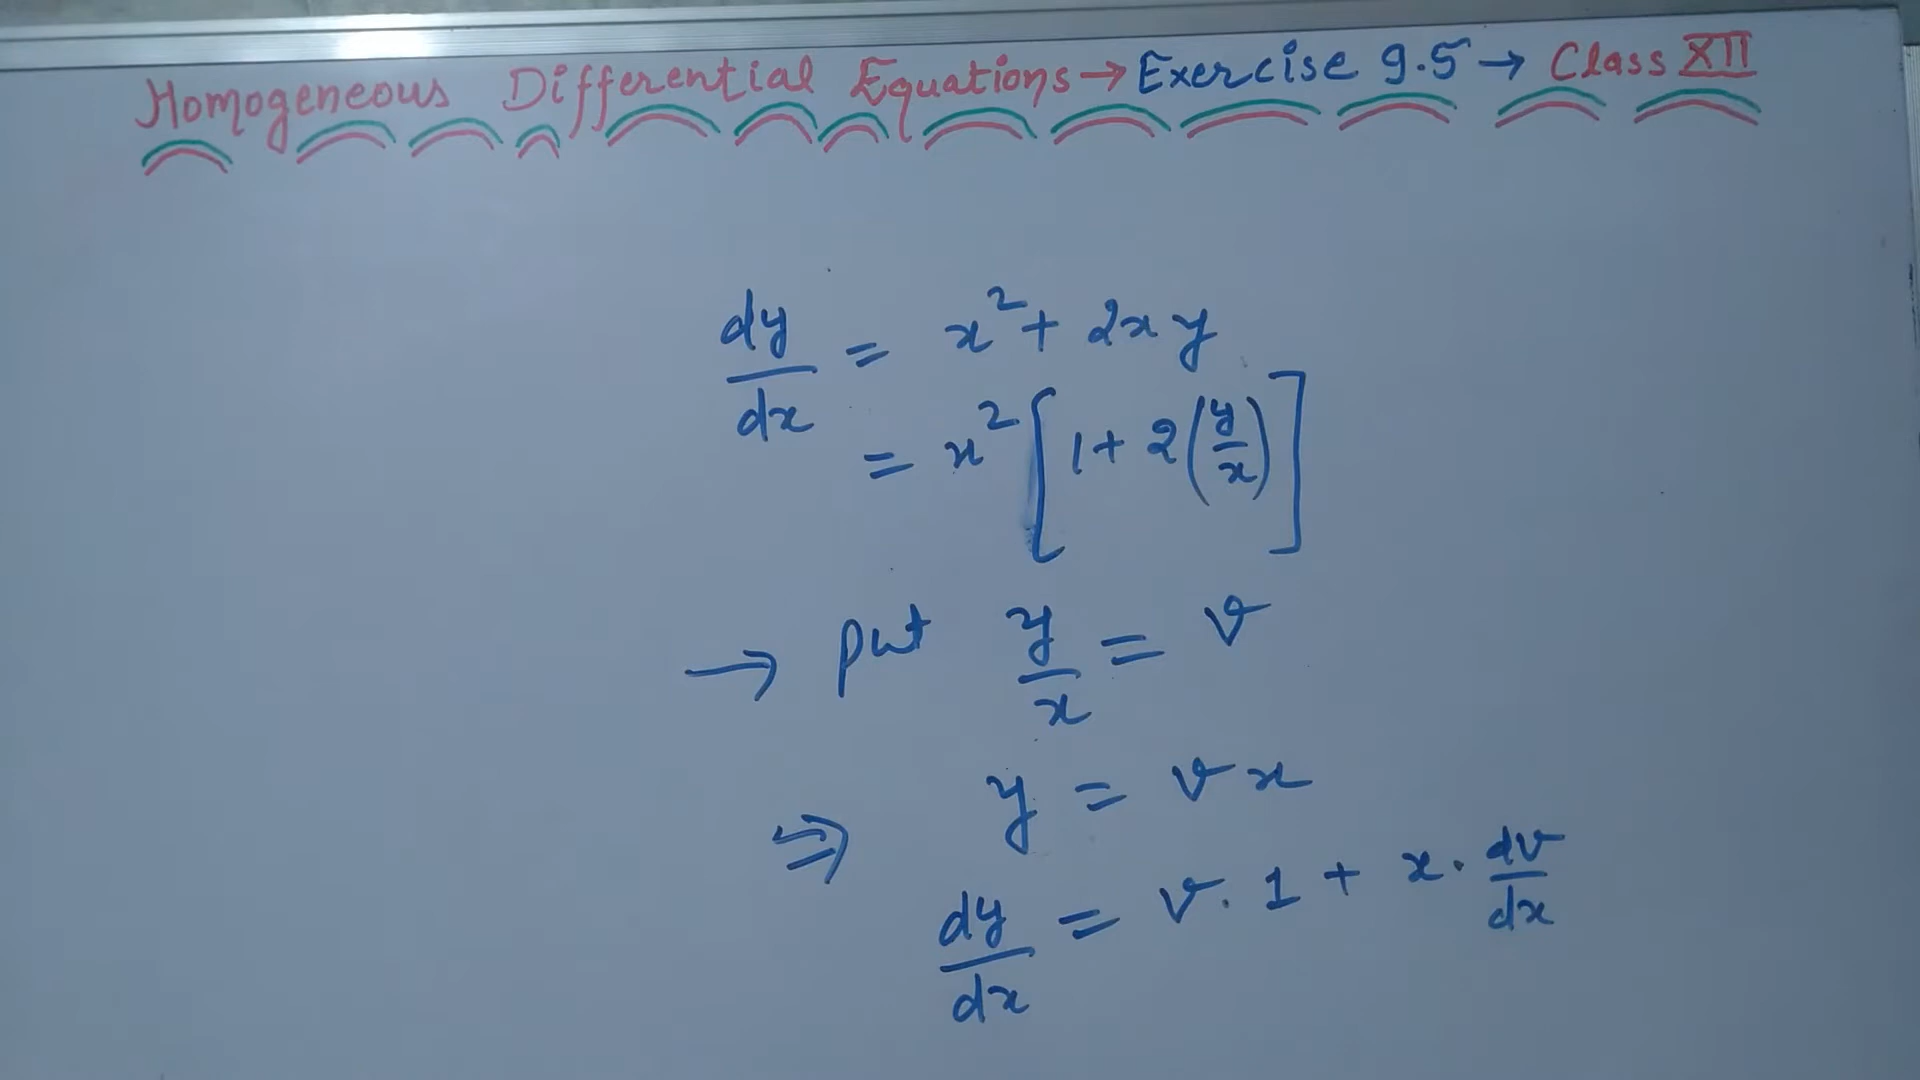 Homogeneous Differential Equations → Exercise 9.5 → Class XII
dy/dx = x² + 2xy
= x² [1 + 2(y/x)]
→ put y/x = v
⇒ y = vx
dy/dx = v · 1 + x · dv/dx